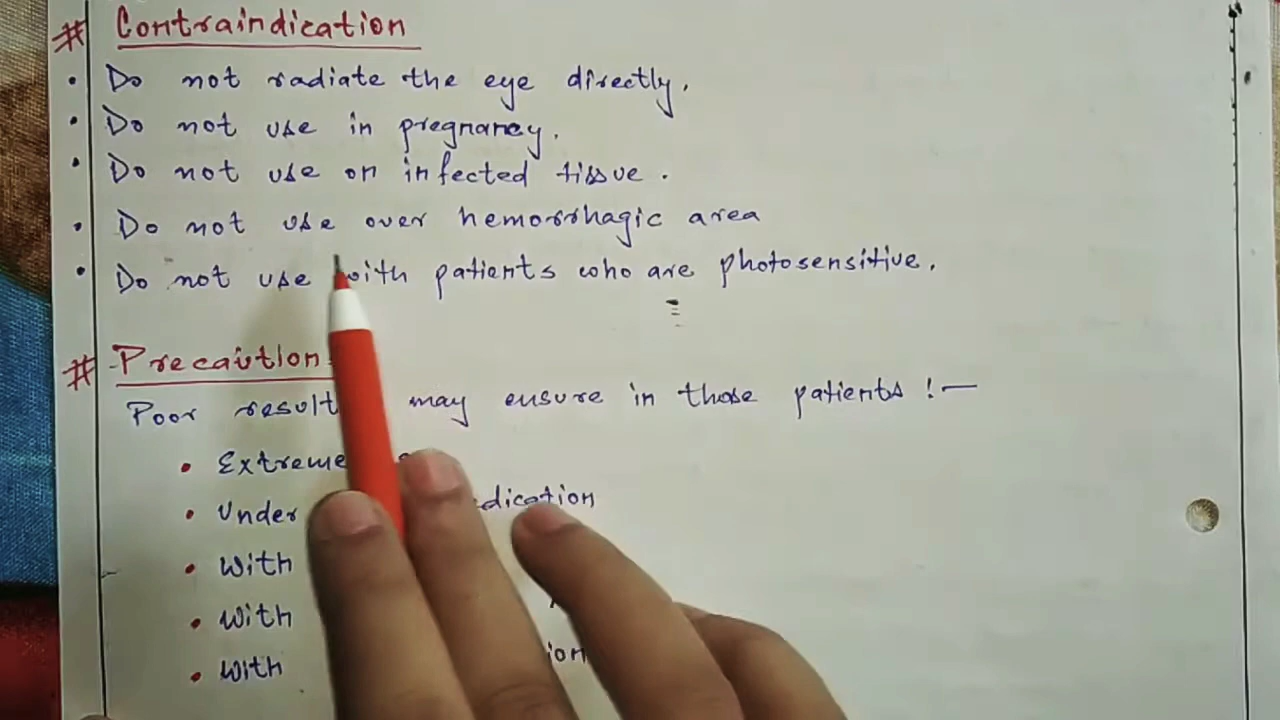 # Contraindication
• Do not radiate the eye directly.
• Do not use in pregnancy.
• Do not use on infected tissue.
• Do not use over hemorrhagic area
• Do not use with patients who are photosensitive.
# Precaution
Poor result may ensure in those patients !—
• Extreme
• Under dication
• With
• With
• With ion